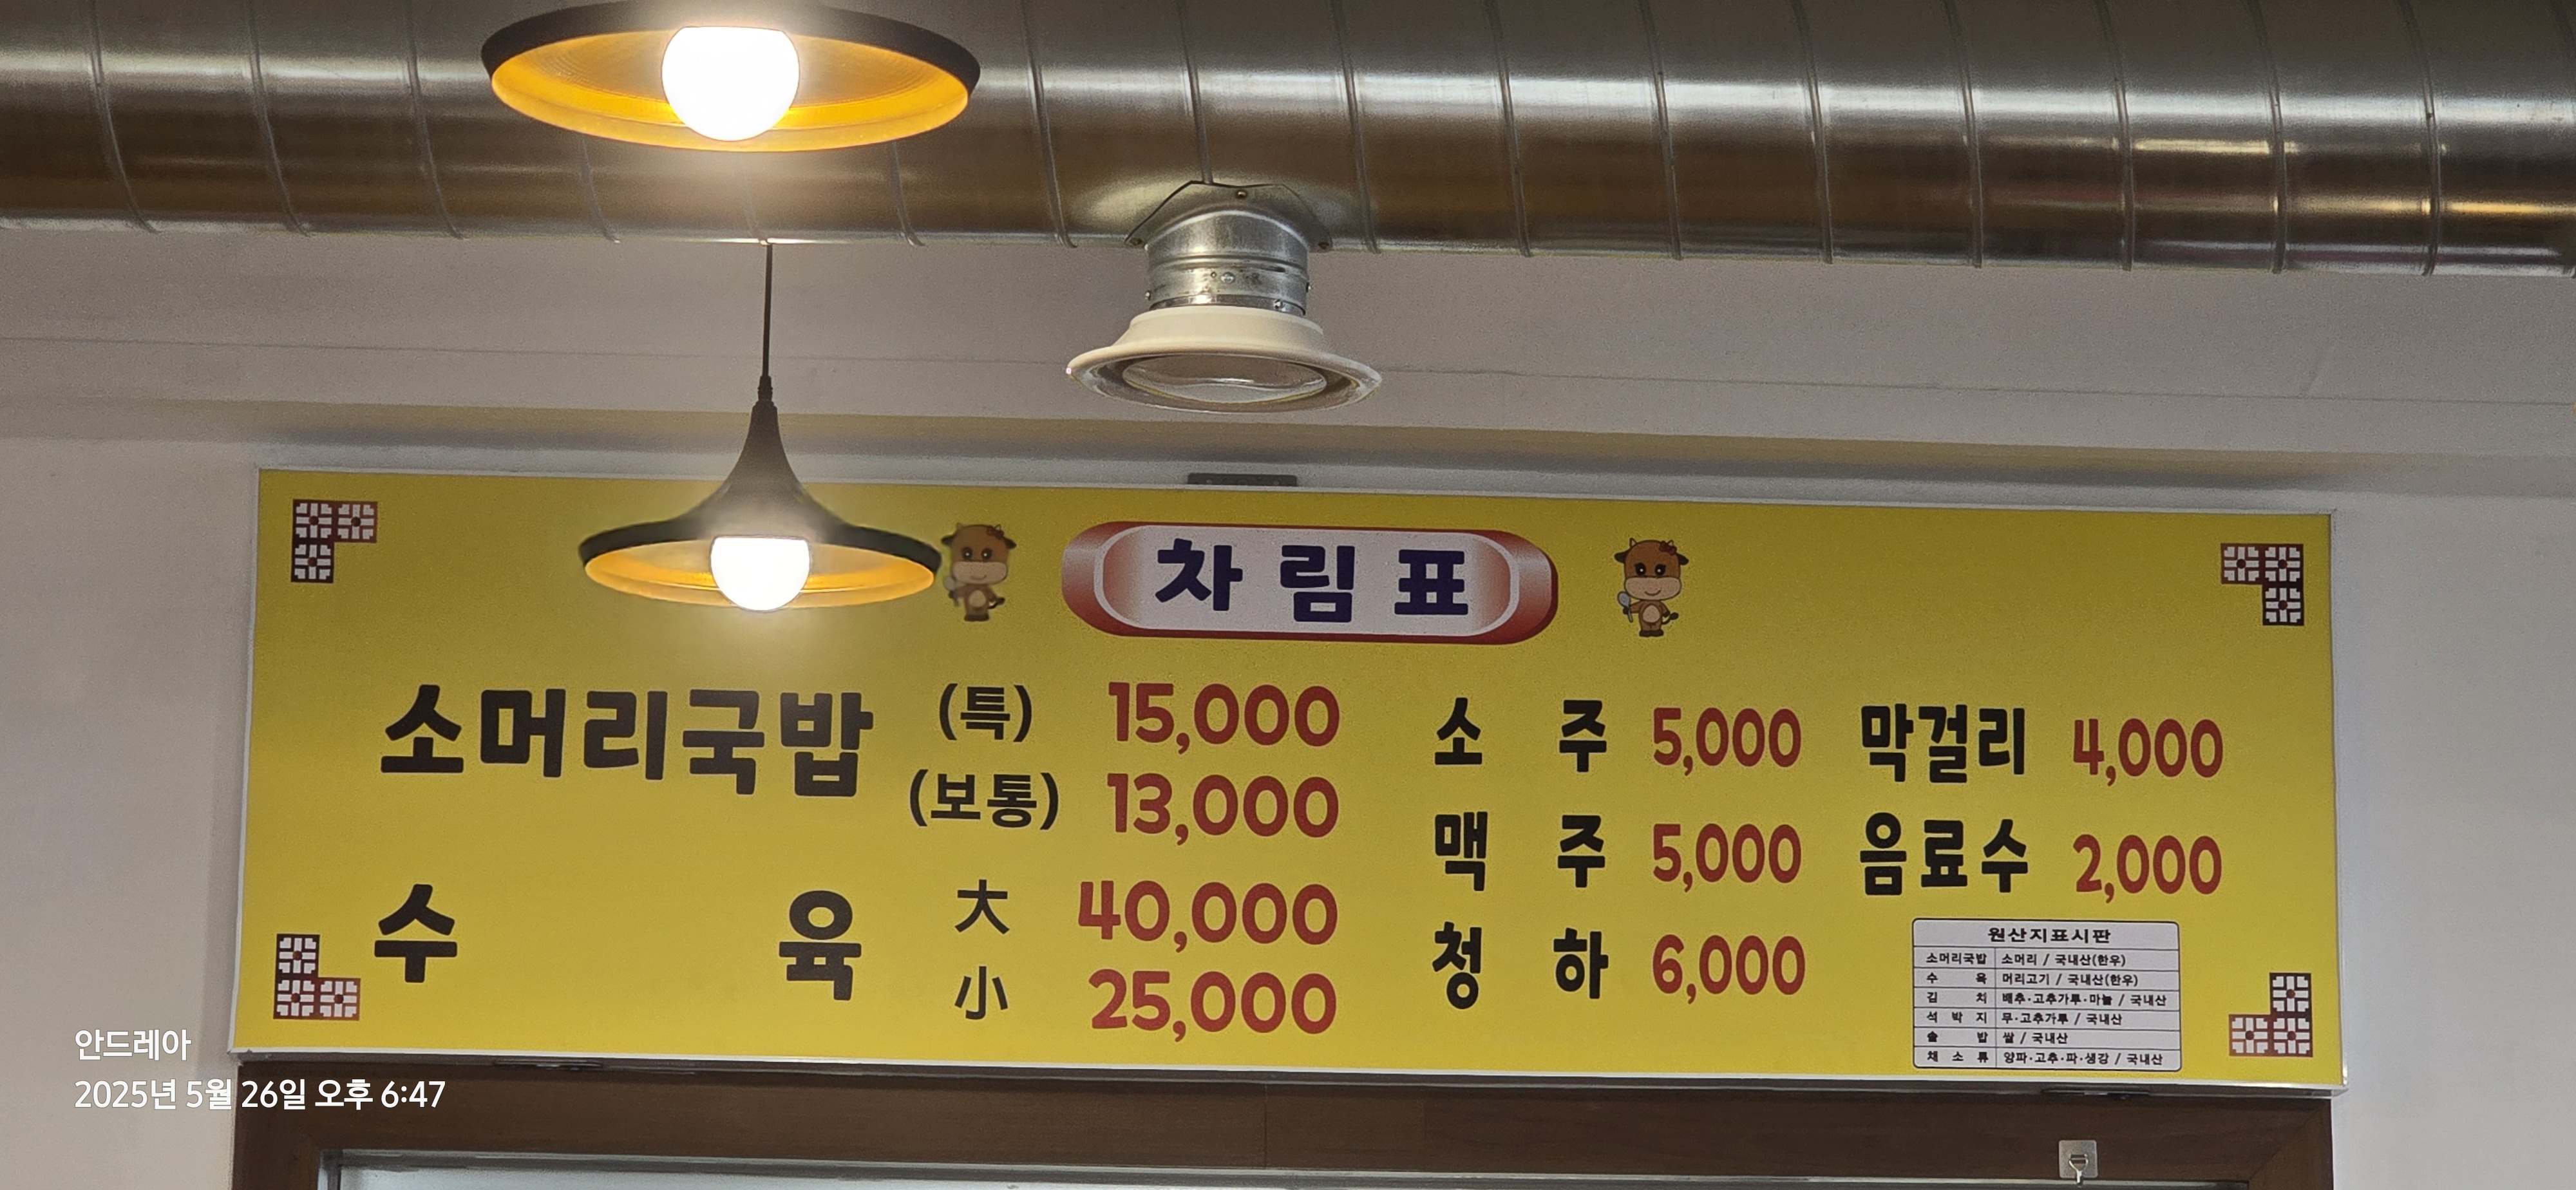 차림표
소머리국밥 (특) 15,000
(보통) 13,000
수육 大 40,000
小 25,000
소주 5,000
맥주 5,000
청하 6,000
막걸리 4,000
음료수 2,000
원산지표시판
소머리국밥 소머리 / 국내산(한우)
수육 머리고기 / 국내산(한우)
김치 배추·고추가루·마늘 / 국내산
석박지 무·고추가루 / 국내산
솥밥 쌀 / 국내산
채소류 양파·고추·파·생강 / 국내산
안드레아
2025년 5월 26일 오후 6:47